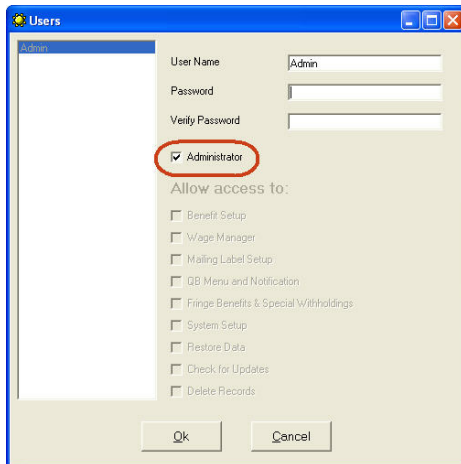 Users
Admin
User Name Admin
Password
Verify Password
Administrator
Allow access to:
Benefit Setup
Wage Manager
Mailing Label Setup
QB Menu and Notification
Fringe Benefits & Special Withholdings
System Setup
Restore Data
Check for Updates
Delete Records
Ok Cancel